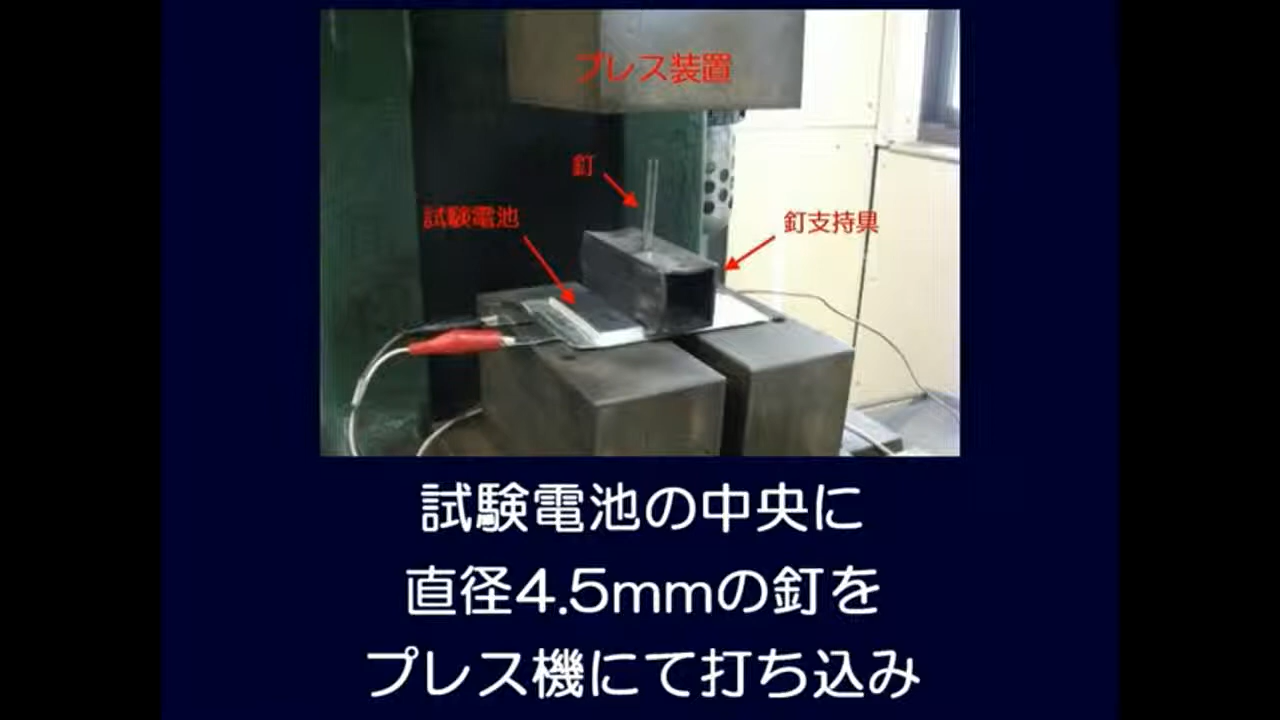 プレス装置
釘
試験電池
釘支持具
試験電池の中央に
直径4.5mmの釘を
プレス機にて打ち込み